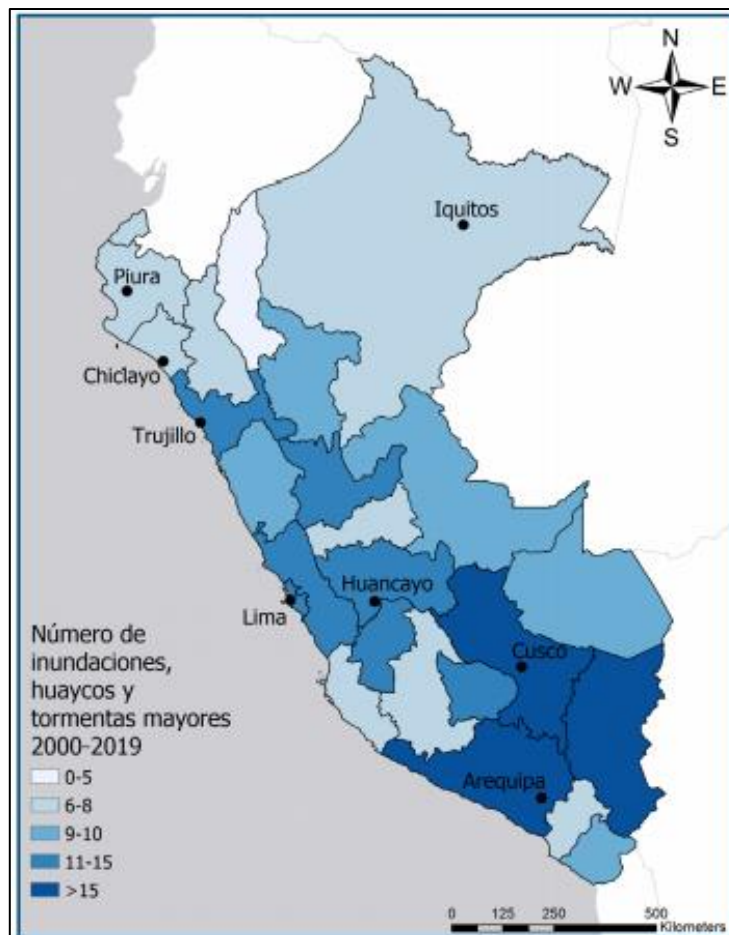 N
W E
S
Iquitos
Piura
Chiclayo
Trujillo
Huancayo
Lima
Cusco
Arequipa
Número de
inundaciones,
huaycos y
tormentas mayores
2000-2019
0-5
6-8
9-10
11-15
>15
0 125 250 500
Kilometers